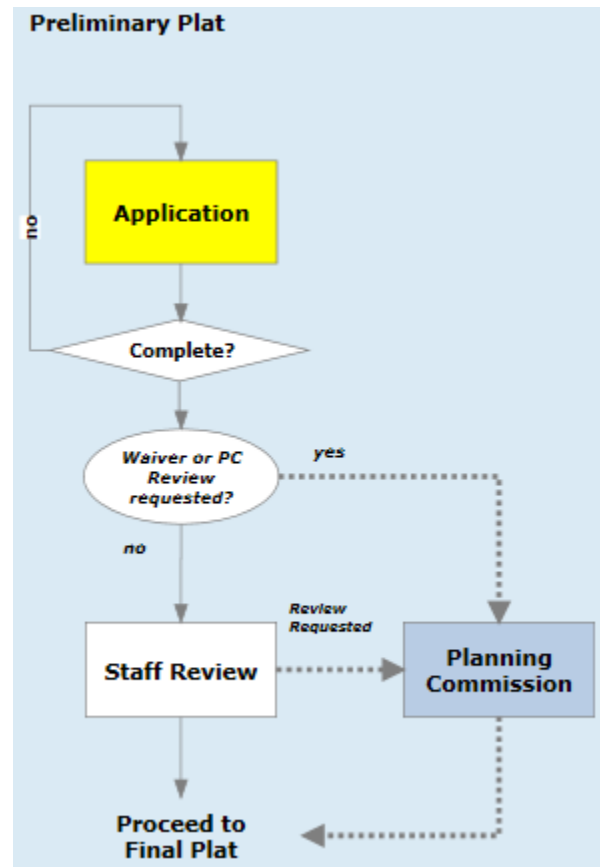 Preliminary Plat
no
Application
Complete?
Waiver or PC
Review
requested?
yes
no
Review
Requested
Staff Review
Planning
Commission
Proceed to
Final Plat